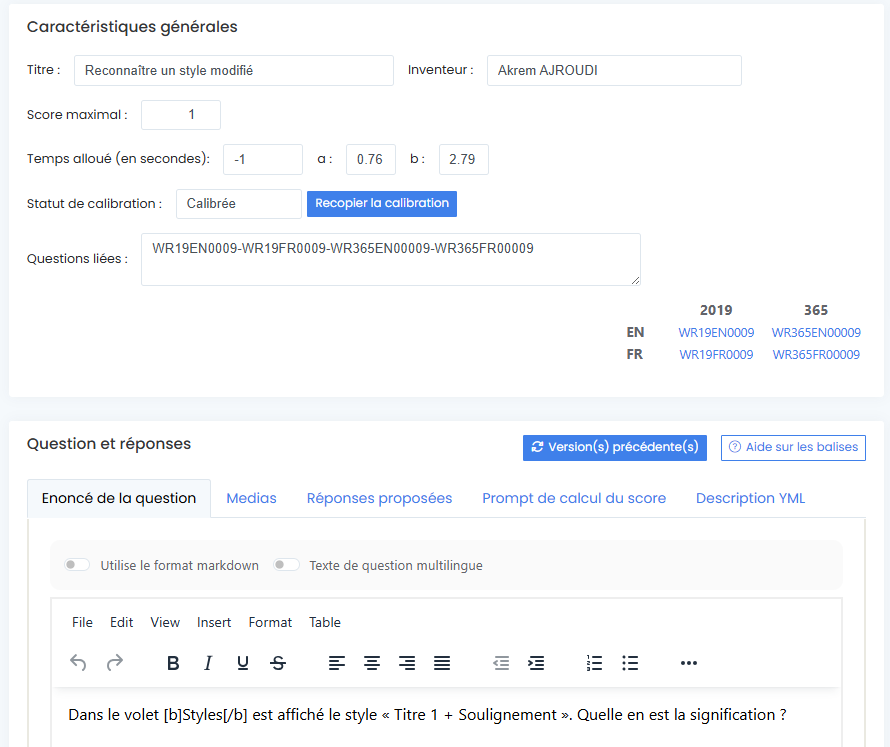 Caractéristiques générales
Titre : Reconnaître un style modifié Inventeur : Akrem AJROUDI
Score maximal : 1
Temps alloué (en secondes): -1 a : 0.76 b : 2.79
Statut de calibration : Calibrée Recopier la calibration
Questions liées : WR19EN0009-WR19FR0009-WR365EN00009-WR365FR00009
2019 365
EN WR19EN0009 WR365EN00009
FR WR19FR0009 WR365FR00009
Question et réponses Version(s) précédente(s) Aide sur les balises
Enoncé de la question Medias Réponses proposées Prompt de calcul du score Description YML
Utilise le format markdown Texte de question multilingue
File Edit View Insert Format Table
B I U S
Dans le volet [b]Styles[/b] est affiché le style « Titre 1 + Soulignement ». Quelle en est la signification ?